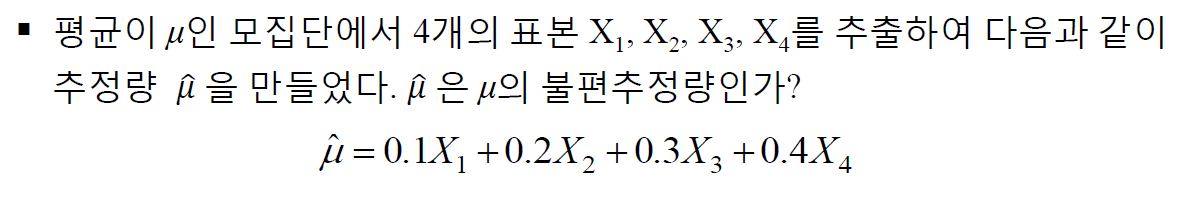 ▪ 평균이 μ인 모집단에서 4개의 표본 X₁, X₂, X₃, X₄를 추출하여 다음과 같이
추정량 μ̂ 을 만들었다. μ̂ 은 μ의 불편추정량인가?
μ̂ = 0.1X₁ + 0.2X₂ + 0.3X₃ + 0.4X₄